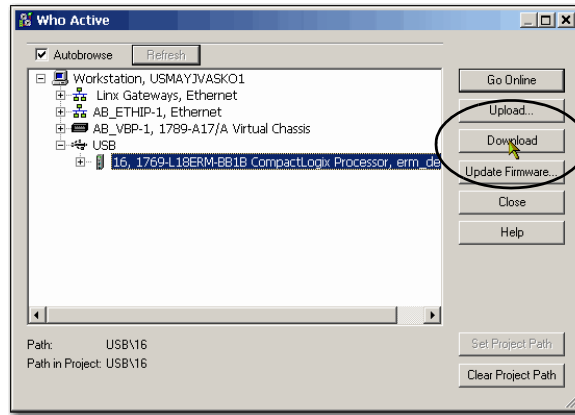 Who Active
Autobrowse
Refresh
Workstation, USMAYJVASKO1
Linx Gateways, Ethernet
AB_ETHIP-1, Ethernet
AB_VBP-1, 1789-A17/A Virtual Chassis
USB
16, 1769-L18ERM-BB1B CompactLogix Processor, erm_de
Go Online
Upload...
Download
Update Firmware...
Close
Help
Path: USB\16
Path in Project: USB\16
Set Project Path
Clear Project Path